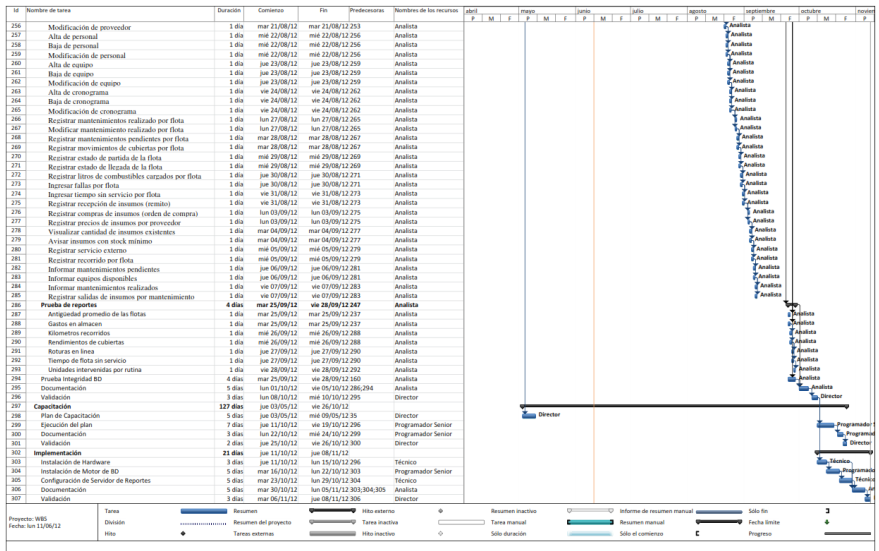 Id Nombre de tarea Duración Comienzo Fin Predecesoras Nombres de los recursos abril mayo junio julio agosto septiembre octubre noviem
P M F P M F P M F P M F P M F P M F P M F P
256 Modificación de proveedor 1 día mar 21/08/12 mar 21/08/12 253 Analista Analista
257 Alta de personal 1 día mié 22/08/12 mié 22/08/12 256 Analista Analista
258 Baja de personal 1 día mié 22/08/12 mié 22/08/12 256 Analista Analista
259 Modificación de personal 1 día mié 22/08/12 mié 22/08/12 256 Analista Analista
260 Alta de equipo 1 día jue 23/08/12 jue 23/08/12 259 Analista Analista
261 Baja de equipo 1 día jue 23/08/12 jue 23/08/12 259 Analista Analista
262 Modificación de equipo 1 día jue 23/08/12 jue 23/08/12 259 Analista Analista
263 Alta de cronograma 1 día vie 24/08/12 vie 24/08/12 262 Analista Analista
264 Baja de cronograma 1 día vie 24/08/12 vie 24/08/12 262 Analista Analista
265 Modificación de cronograma 1 día vie 24/08/12 vie 24/08/12 262 Analista Analista
266 Registrar mantenimientos realizado por flota 1 día lun 27/08/12 lun 27/08/12 265 Analista Analista
267 Modificar mantenimiento realizado por flota 1 día lun 27/08/12 lun 27/08/12 265 Analista Analista
268 Registrar mantenimientos pendientes por flota 1 día mar 28/08/12 mar 28/08/12 267 Analista Analista
269 Registrar movimientos de cubiertas por flota 1 día mar 28/08/12 mar 28/08/12 267 Analista Analista
270 Registrar estado de partida de la flota 1 día mié 29/08/12 mié 29/08/12 269 Analista Analista
271 Registrar estado de llegada de la flota 1 día mié 29/08/12 mié 29/08/12 269 Analista Analista
272 Registrar litros de combustibles cargados por flota 1 día jue 30/08/12 jue 30/08/12 271 Analista Analista
273 Ingresar fallas por flota 1 día jue 30/08/12 jue 30/08/12 271 Analista Analista
274 Ingresar tiempo sin servicio por flota 1 día vie 31/08/12 vie 31/08/12 273 Analista Analista
275 Registrar recepción de insumos (remito) 1 día vie 31/08/12 vie 31/08/12 273 Analista Analista
276 Registrar compras de insumos (orden de compra) 1 día lun 03/09/12 lun 03/09/12 275 Analista Analista
277 Registrar precios de insumos por proveedor 1 día lun 03/09/12 lun 03/09/12 275 Analista Analista
278 Visualizar cantidad de insumos existentes 1 día mar 04/09/12 mar 04/09/12 277 Analista Analista
279 Avisar insumos con stock mínimo 1 día mar 04/09/12 mar 04/09/12 277 Analista Analista
280 Registrar servicio externo 1 día mié 05/09/12 mié 05/09/12 279 Analista Analista
281 Registrar recorrido por flota 1 día mié 05/09/12 mié 05/09/12 279 Analista Analista
282 Informar mantenimientos pendientes 1 día jue 06/09/12 jue 06/09/12 281 Analista Analista
283 Informar equipos disponibles 1 día jue 06/09/12 jue 06/09/12 281 Analista Analista
284 Informar mantenimientos realizados 1 día vie 07/09/12 vie 07/09/12 283 Analista Analista
285 Registrar salidas de insumos por mantenimiento 1 día vie 07/09/12 vie 07/09/12 283 Analista Analista
286 Prueba de reportes 4 días mar 25/09/12 vie 28/09/12 247 Analista
287 Antigüedad promedio de las flotas 1 día mar 25/09/12 mar 25/09/12 237 Analista Analista
288 Gastos en almacen 1 día mar 25/09/12 mar 25/09/12 237 Analista Analista
289 Kilometros recorridos 1 día mié 26/09/12 mié 26/09/12 288 Analista Analista
290 Rendimientos de cubiertas 1 día mié 26/09/12 mié 26/09/12 288 Analista Analista
291 Roturas en linea 1 día jue 27/09/12 jue 27/09/12 290 Analista Analista
292 Tiempo de flota sin servicio 1 día jue 27/09/12 jue 27/09/12 290 Analista Analista
293 Unidades intervenidas por rutina 1 día vie 28/09/12 vie 28/09/12 292 Analista Analista
294 Prueba Integridad BD 4 días mar 25/09/12 vie 28/09/12 160 Analista Analista
295 Documentación 5 días lun 01/10/12 vie 05/10/12 286;294 Analista Analista
296 Validación 3 días lun 08/10/12 mié 10/10/12 295 Director Director
297 Capacitación 127 días jue 03/05/12 vie 26/10/12
298 Plan de Capacitación 5 días jue 03/05/12 mié 09/05/12 35 Director Director
299 Ejecución del plan 7 días jue 11/10/12 vie 19/10/12 296 Programador Senior Programador S
300 Documentación 3 días lun 22/10/12 mié 24/10/12 299 Programador Senior Programad
301 Validación 2 días jue 25/10/12 vie 26/10/12 300 Director Director
302 Implementación 21 días jue 11/10/12 jue 08/11/12
303 Instalación de Hardware 3 días jue 11/10/12 lun 15/10/12 296 Técnico Técnico
304 Instalación de Motor de BD 5 días mar 16/10/12 lun 22/10/12 303 Programador Senior Programado
305 Configuración de Servidor de Reportes 5 días mar 23/10/12 lun 29/10/12 304 Técnico Técnic
306 Documentación 5 días mar 30/10/12 lun 05/11/12 303;304;305 Analista
307 Validación 3 días mar 06/11/12 jue 08/11/12 306 Director
Proyecto: WBS
Fecha: lun 11/06/12
Tarea Resumen Hito externo Resumen inactivo Informe de resumen manual Sólo fin
División Resumen del proyecto Tarea inactiva Tarea manual Resumen manual Fecha límite
Hito Tareas externas Hito inactivo Sólo duración Sólo el comienzo Progreso